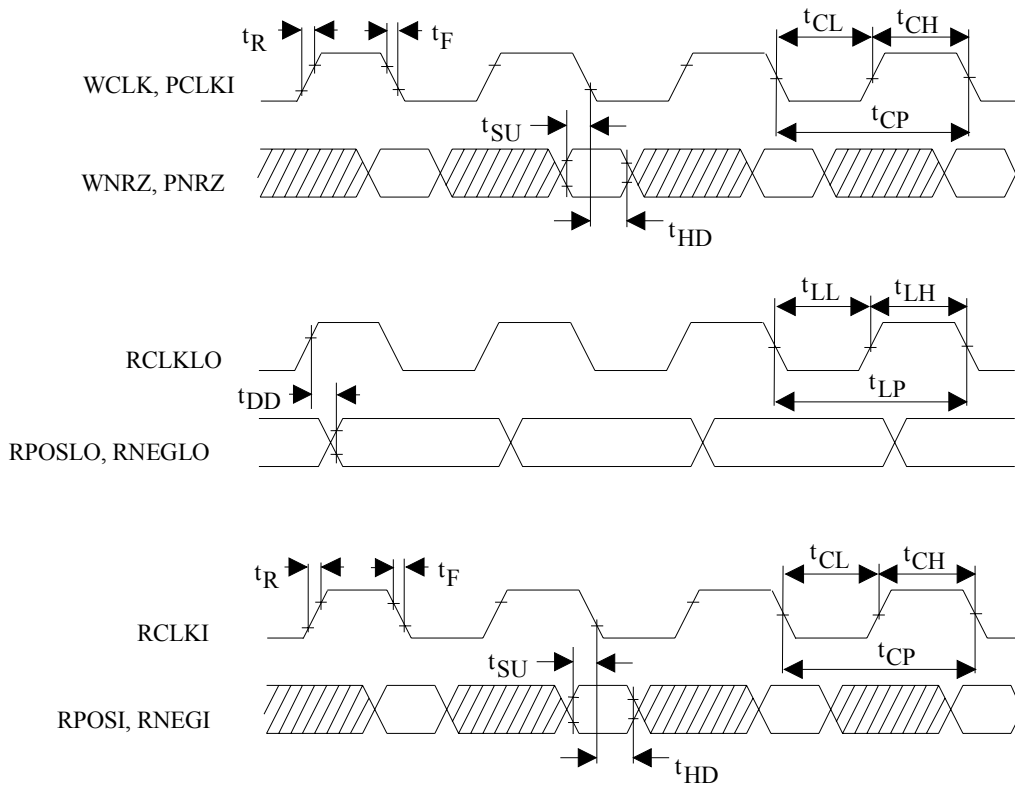 tR
tF
tCL
tCH
WCLK, PCLKI
tCP
tSU
WNRZ, PNRZ
tHD
tLL
tLH
RCLKLO
tLP
tDD
RPOSLO, RNEGLO
tR
tF
tCL
tCH
RCLKI
tCP
tSU
RPOSI, RNEGI
tHD